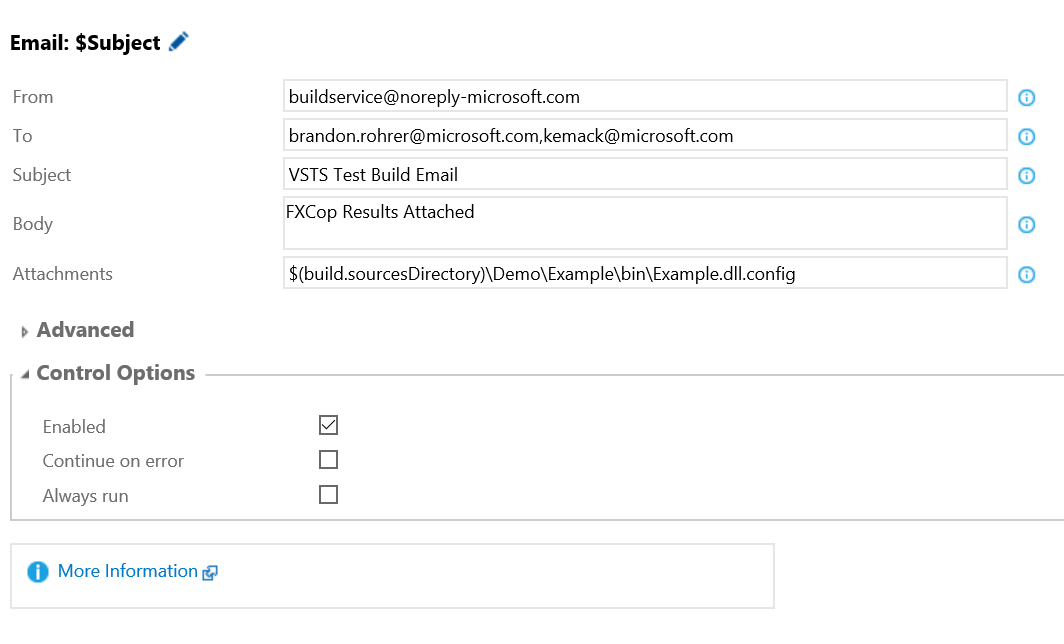 Email: $Subject
From
buildservice@noreply-microsoft.com
To
brandon.rohrer@microsoft.com,kemack@microsoft.com
Subject
VSTS Test Build Email
Body
FXCop Results Attached
Attachments
$(build.sourcesDirectory)\Demo\Example\bin\Example.dll.config
Advanced
Control Options
Enabled
Continue on error
Always run
More Information